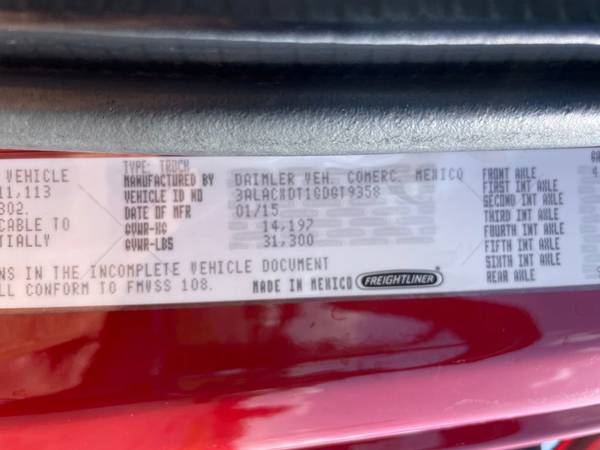 VEHICLE TYPE: TRUCK
11,113 MANUFACTURED BY DAIMLER VEH. COMERC. MEXICO FRONT AXLE
302. VEHICLE ID NO FIRST INT AXLE
CABLE TO DATE OF MFR 01/15 SECOND INT AXLE
TIALLY GVWR-KG 14,197 THIRD INT AXLE
GVWR-LBS 31,300 FOURTH INT AXLE
FIFTH INT AXLE
NS IN THE INCOMPLETE VEHICLE DOCUMENT SIXTH INT AXLE
LL CONFORM TO FMVSS 108. MADE IN MEXICO FREIGHTLINER REAR AXLE